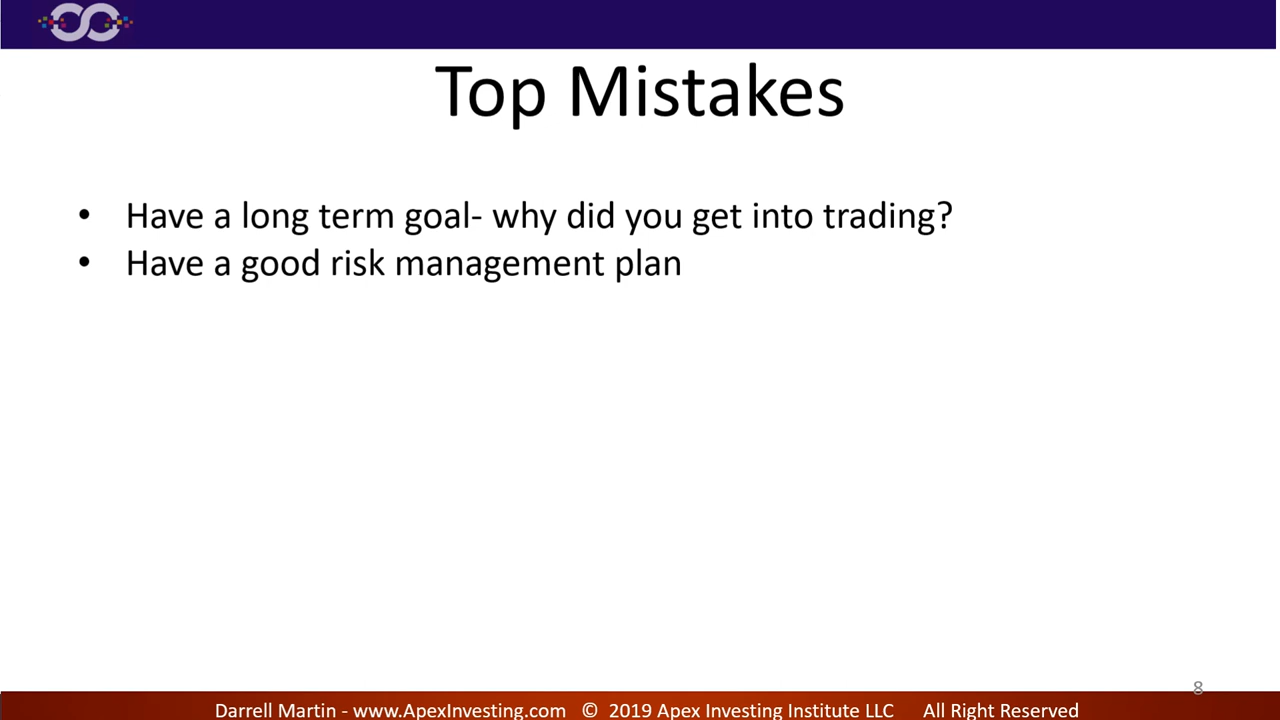 Top Mistakes
• Have a long term goal- why did you get into trading?
• Have a good risk management plan
8
Darrell Martin - www.ApexInvesting.com © 2019 Apex Investing Institute LLC All Right Reserved